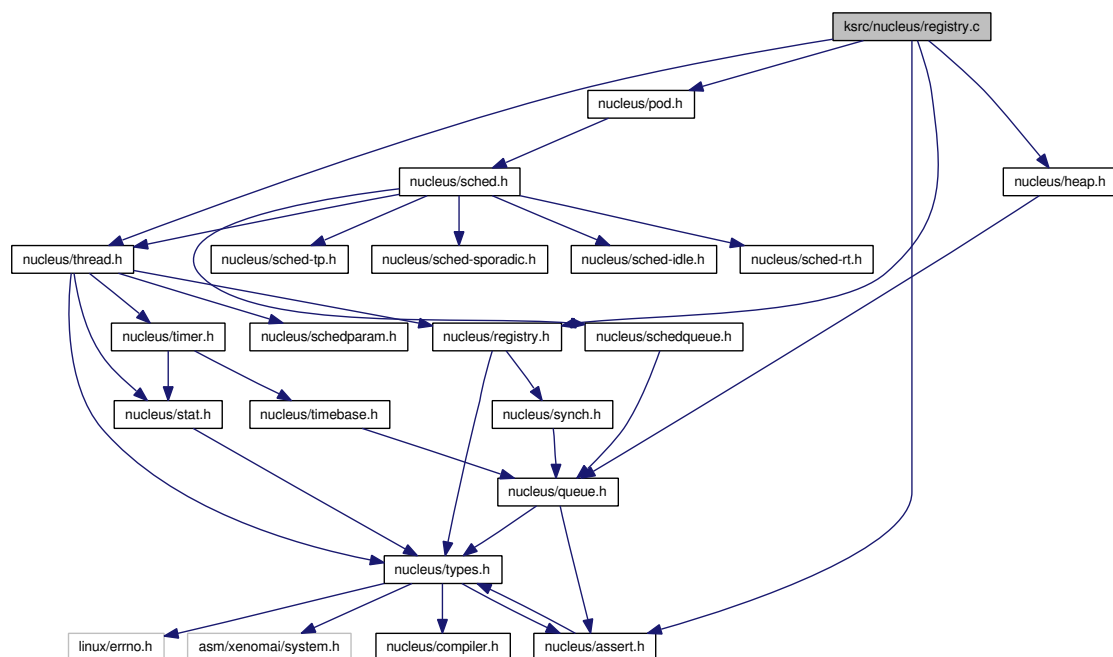 ksrc/nucleus/registry.c
nucleus/pod.h
nucleus/sched.h
nucleus/heap.h
nucleus/thread.h
nucleus/sched-tp.h
nucleus/sched-sporadic.h
nucleus/sched-idle.h
nucleus/sched-rt.h
nucleus/timer.h
nucleus/schedparam.h
nucleus/registry.h
nucleus/schedqueue.h
nucleus/stat.h
nucleus/timebase.h
nucleus/synch.h
nucleus/queue.h
nucleus/types.h
linux/errno.h
asm/xenomai/system.h
nucleus/compiler.h
nucleus/assert.h